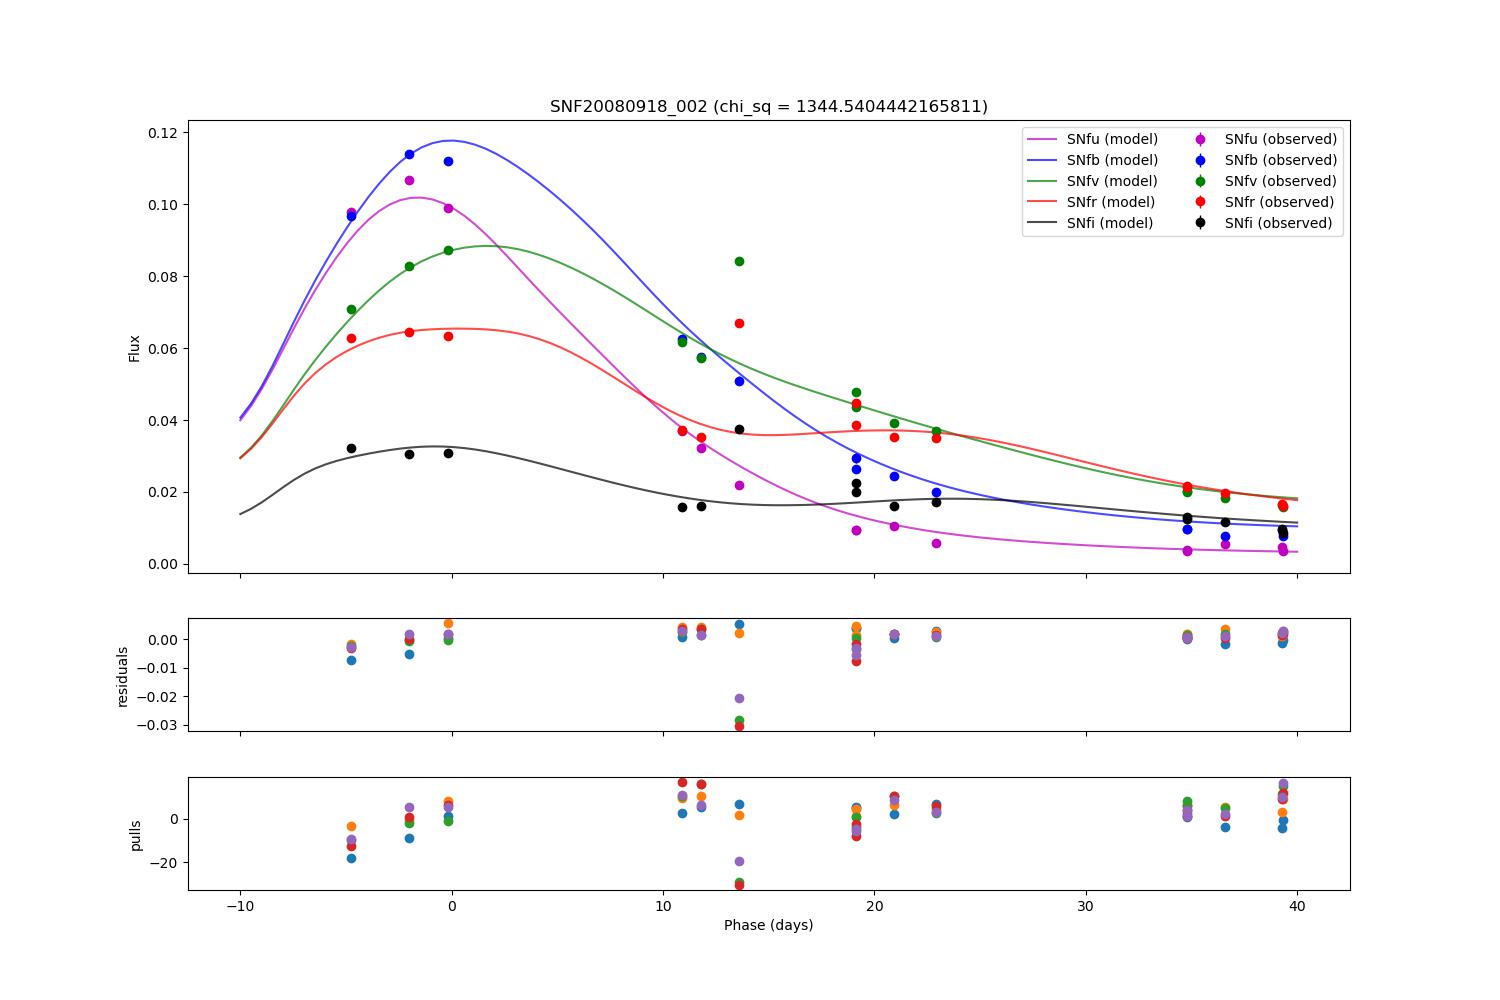 SNF20080918_002 (chi_sq = 1344.5404442165811)
0.12
0.10
0.08
0.06
0.04
0.02
0.00
Flux
SNfu (model)
SNfb (model)
SNfv (model)
SNfr (model)
SNfi (model)
SNfu (observed)
SNfb (observed)
SNfv (observed)
SNfr (observed)
SNfi (observed)
0.00
−0.01
−0.02
−0.03
residuals
0
−20
pulls
−10 0 10 20 30 40
Phase (days)